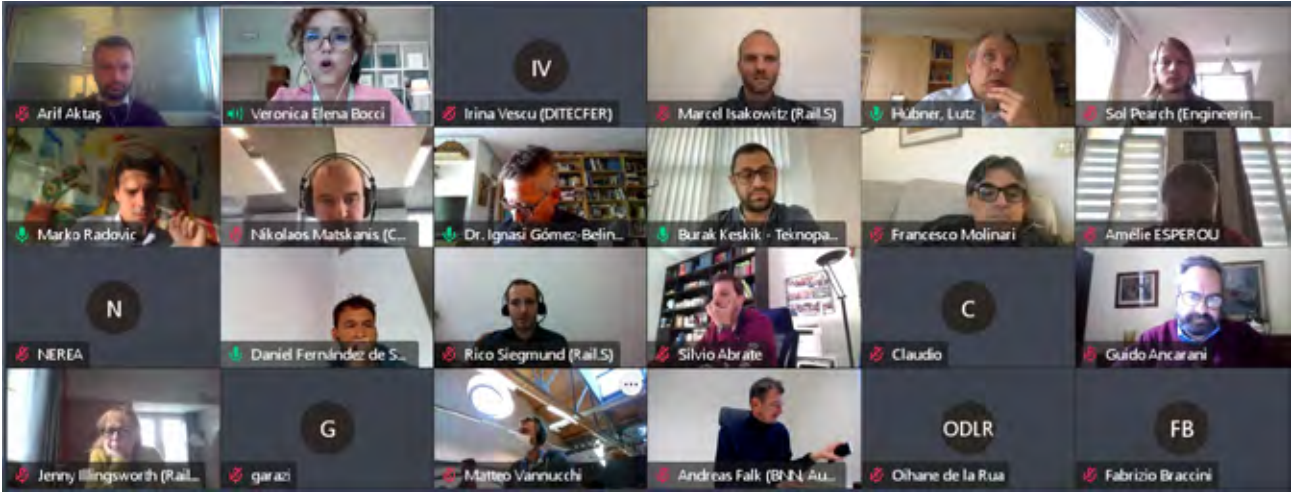 Arif Aktaş
Veronica Elena Bocci
IV
Irina Vescu (DITECFER)
Marcel Isakowitz (Rail.S)
Hübner, Lutz
Sol Pearch (Engineerin...
Marko Radovic
Nikolaos Matskanis (C...
Dr. Ignasi Gómez-Belin...
Burak Keskik - Teknopa...
Francesco Molinari
Amélie ESPEROU
N
NEREA
Daniel Fernández de S...
Rico Siegmund (Rail.S)
Silvio Abrate
C
Claudio
Guido Ancarani
Jenny Illingsworth (Rail...
G
garazi
Matteo Vannucchi
Andreas Falk (BNN, Au...
ODLR
Oihane de la Rua
FB
Fabrizio Braccini